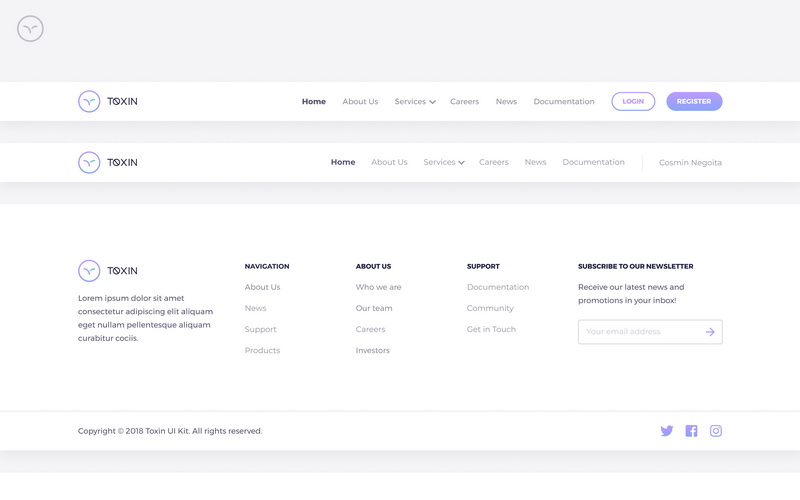 TOXIN Home About Us Services Careers News Documentation LOGIN REGISTER
TOXIN Home About Us Services Careers News Documentation Cosmin Negoita
TOXIN
Lorem ipsum dolor sit amet
consectetur adipiscing elit aliquam
eget nullam pellentesque aliquam
curabitur cociis.
NAVIGATION
About Us
News
Support
Products
ABOUT US
Who we are
Our team
Careers
Investors
SUPPORT
Documentation
Community
Get in Touch
SUBSCRIBE TO OUR NEWSLETTER
Receive our latest news and
promotions in your inbox!
Your email address
Copyright © 2018 Toxin UI Kit. All rights reserved.